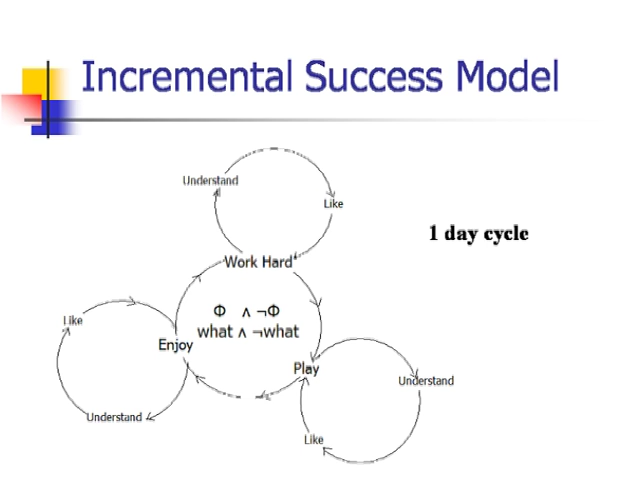 Incremental Success Model
Understand
Like
1 day cycle
Work Hard
Φ ∧ ¬Φ
what ∧ ¬what
Like
Enjoy
Play
Understand
Understand
Like